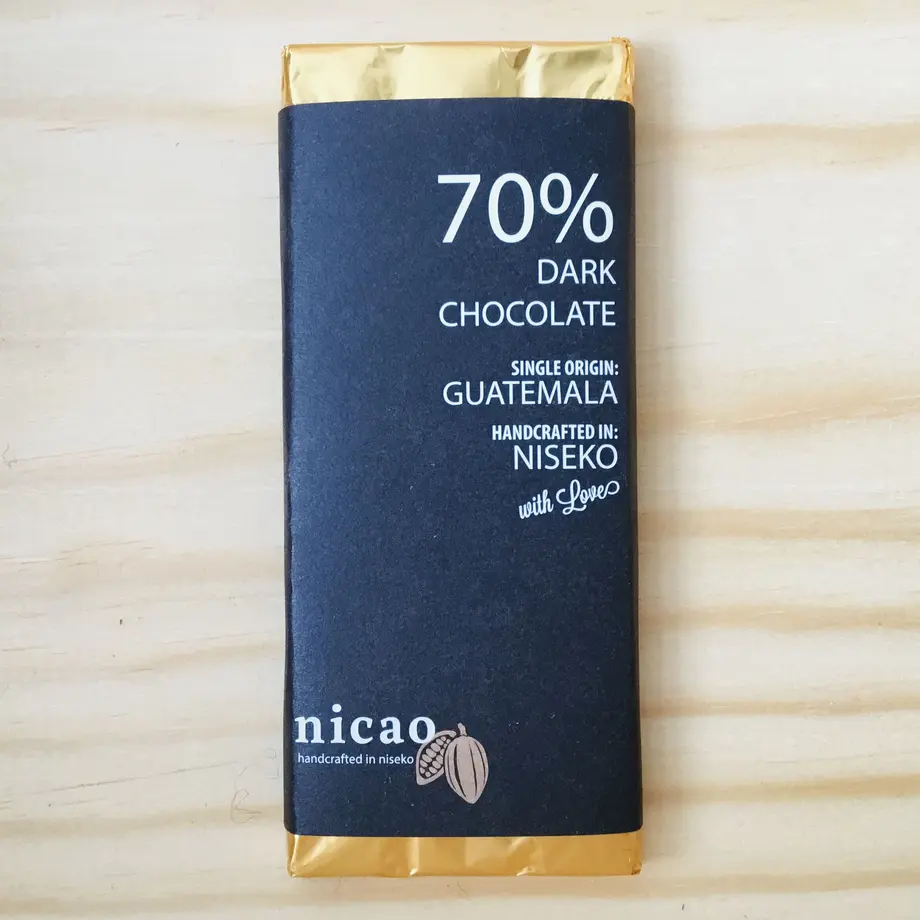 70%
DARK
CHOCOLATE
SINGLE ORIGIN:
GUATEMALA
HANDCRAFTED IN:
NISEKO
with Love
nicao
handcrafted in niseko